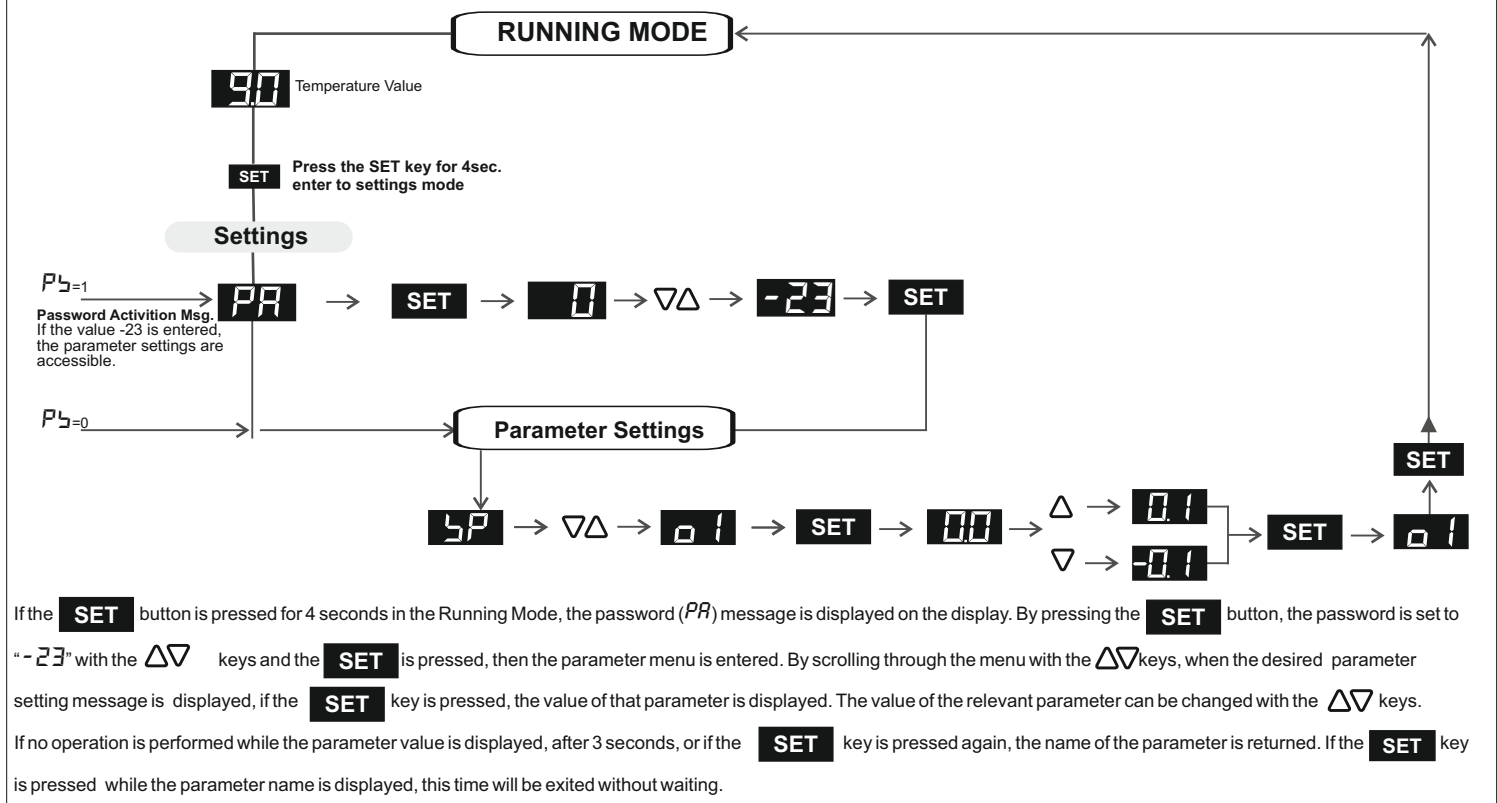 RUNNING MODE
9.0 Temperature Value
SET Press the SET key for 4sec.
enter to settings mode
Settings
PS=1
Password Activition Msg.
If the value -23 is entered,
the parameter settings are
accessible.
PA → SET → 0 → ▽△ → -23 → SET
PS=0
Parameter Settings
SET
SP → ▽△ → o1 → SET → 0.0 → △ → 0.1
▽ → -0.1
→ SET → o1
If the SET button is pressed for 4 seconds in the Running Mode, the password (PA) message is displayed on the display. By pressing the SET button, the password is set to
“-23” with the △▽ keys and the SET is pressed, then the parameter menu is entered. By scrolling through the menu with the △▽ keys, when the desired parameter
setting message is displayed, if the SET key is pressed, the value of that parameter is displayed. The value of the relevant parameter can be changed with the △▽ keys.
If no operation is performed while the parameter value is displayed, after 3 seconds, or if the SET key is pressed again, the name of the parameter is returned. If the SET key
is pressed while the parameter name is displayed, this time will be exited without waiting.